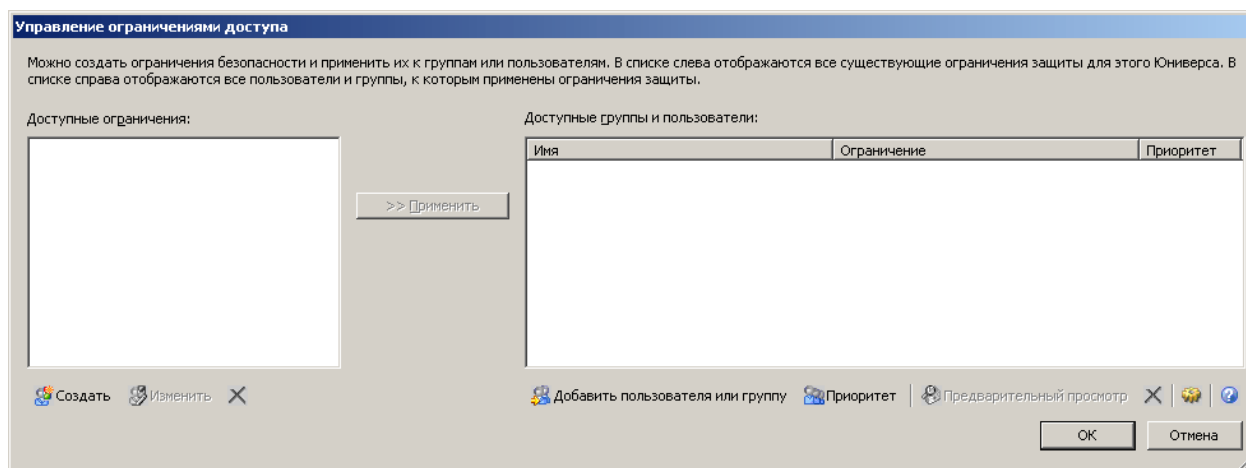 Управление ограничениями доступа
Можно создать ограничения безопасности и применить их к группам или пользователям. В списке слева отображаются все существующие ограничения защиты для этого Юниверса. В
списке справа отображаются все пользователи и группы, к которым применены ограничения защиты.
Доступные ограничения:
Доступные группы и пользователи:
Имя Ограничение Приоритет
>> Применить
Создать Изменить
Добавить пользователя или группу Приоритет Предварительный просмотр
OK Отмена